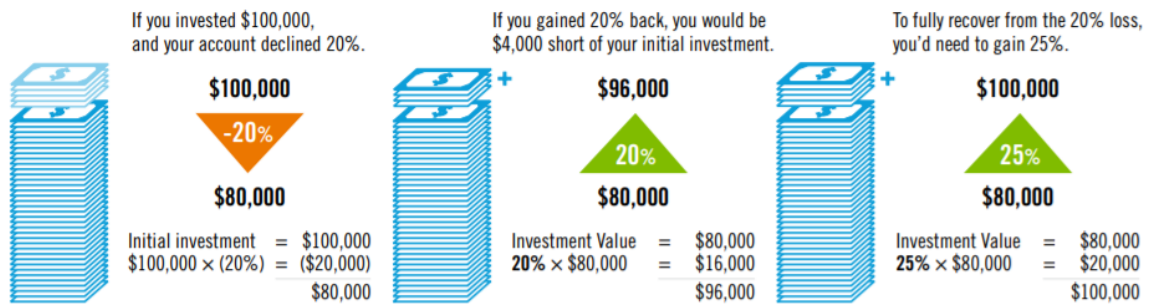 If you invested $100,000,
and your account declined 20%.
$100,000
-20%
$80,000
Initial investment = $100,000
$100,000 × (20%) = ($20,000)
$80,000
If you gained 20% back, you would be
$4,000 short of your initial investment.
+
$96,000
20%
$80,000
Investment Value = $80,000
20% × $80,000 = $16,000
$96,000
To fully recover from the 20% loss,
you'd need to gain 25%.
+
$100,000
25%
$80,000
Investment Value = $80,000
25% × $80,000 = $20,000
$100,000